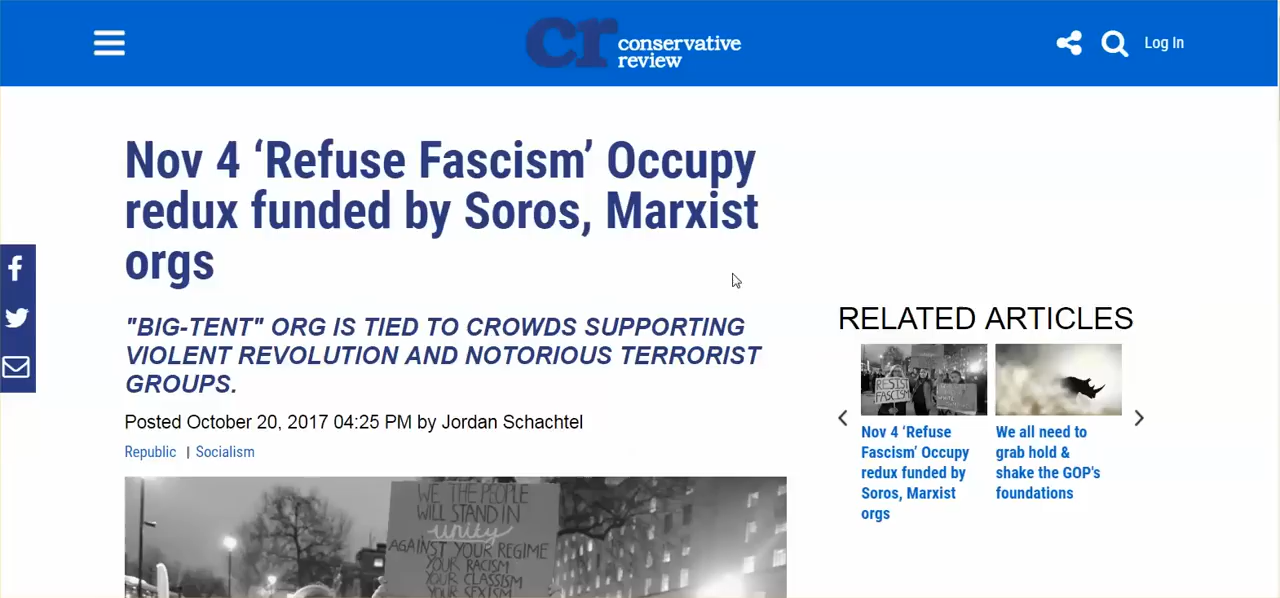 cr conservative
review
Log In
Nov 4 ‘Refuse Fascism’ Occupy
redux funded by Soros, Marxist
orgs
"BIG-TENT" ORG IS TIED TO CROWDS SUPPORTING
VIOLENT REVOLUTION AND NOTORIOUS TERRORIST
GROUPS.
Posted October 20, 2017 04:25 PM by Jordan Schachtel
Republic | Socialism
WE THE PEOPLE
WILL STAND IN
unity
AGAINST YOUR REGIME
YOUR RACISM
YOUR CLASSISM
YOUR SEXISM
RELATED ARTICLES
RESIST
FASCISM
Nov 4 ‘Refuse
Fascism’ Occupy
redux funded by
Soros, Marxist
orgs
We all need to
grab hold &
shake the GOP's
foundations